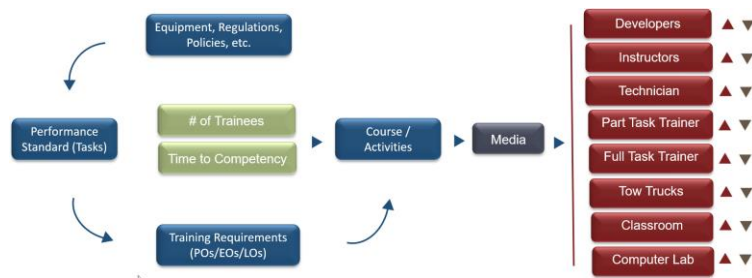 Equipment, Regulations,
Policies, etc.
Performance
Standard (Tasks)
# of Trainees
Time to Competency
Training Requirements
(POs/EOs/LOs)
Course /
Activities
Media
Developers
Instructors
Technician
Part Task Trainer
Full Task Trainer
Tow Trucks
Classroom
Computer Lab